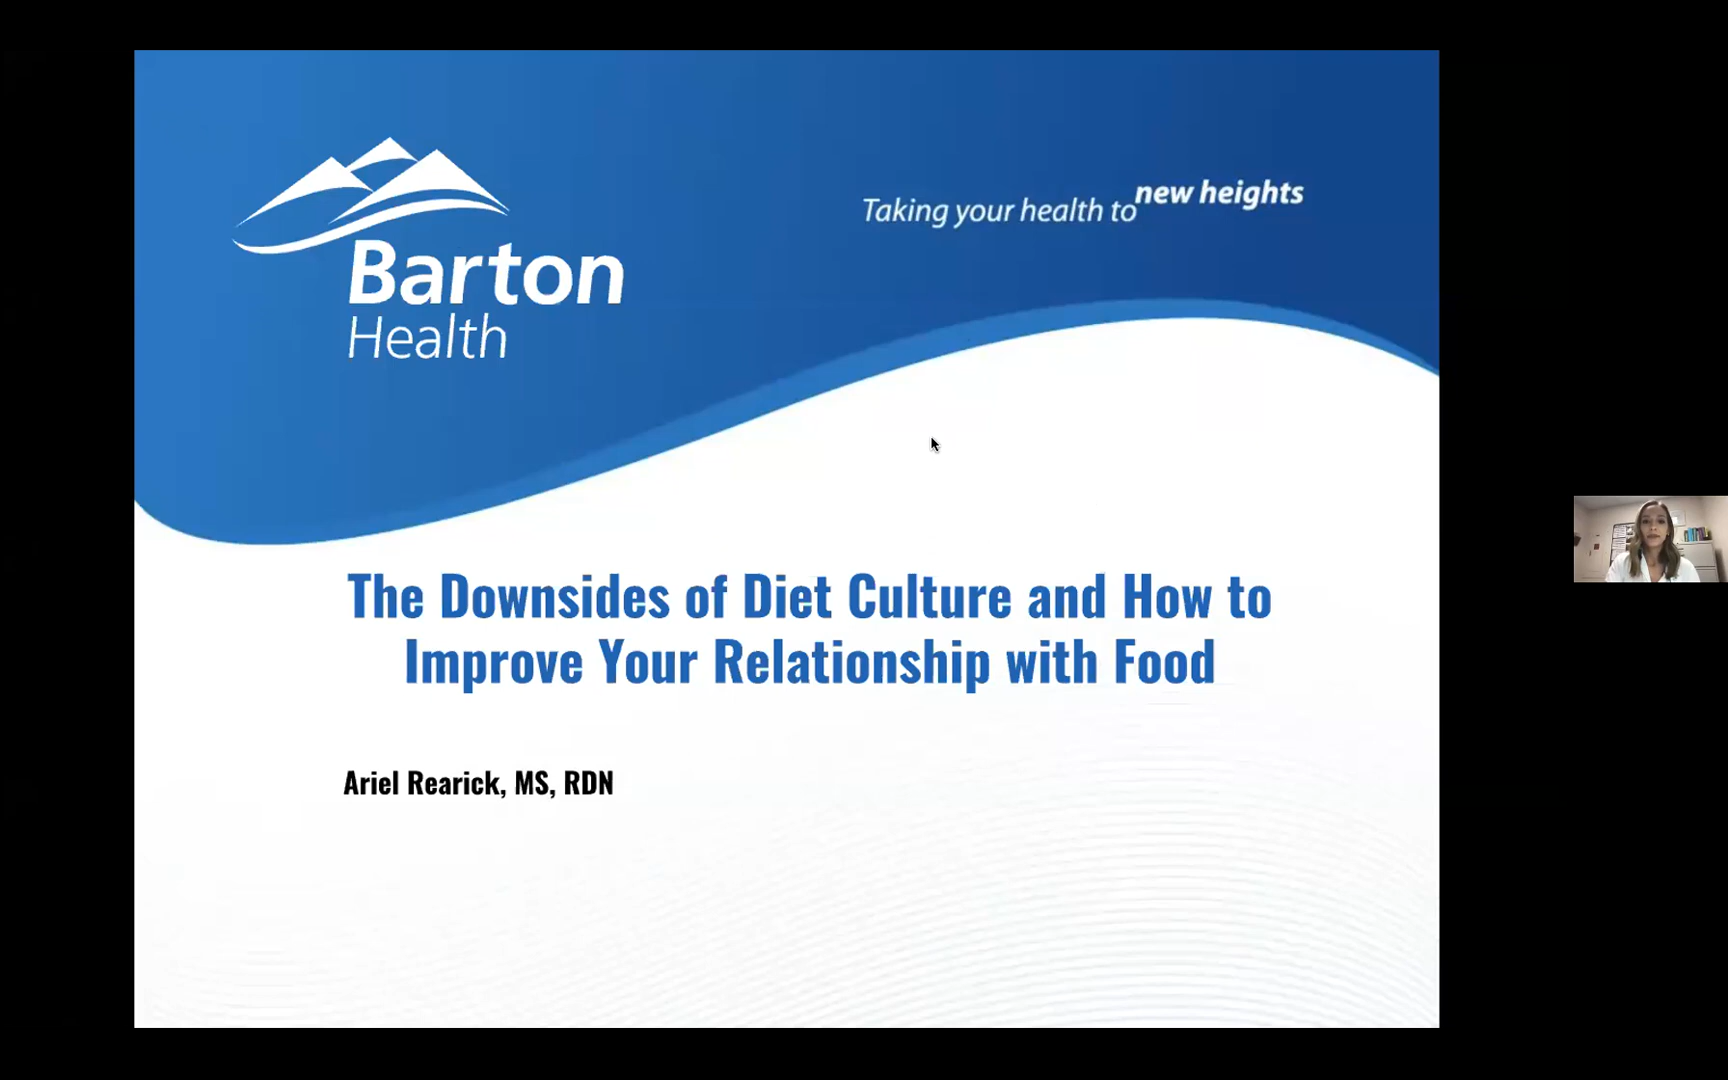 Taking your health to new heights
Barton
Health
The Downsides of Diet Culture and How to
Improve Your Relationship with Food
Ariel Rearick, MS, RDN